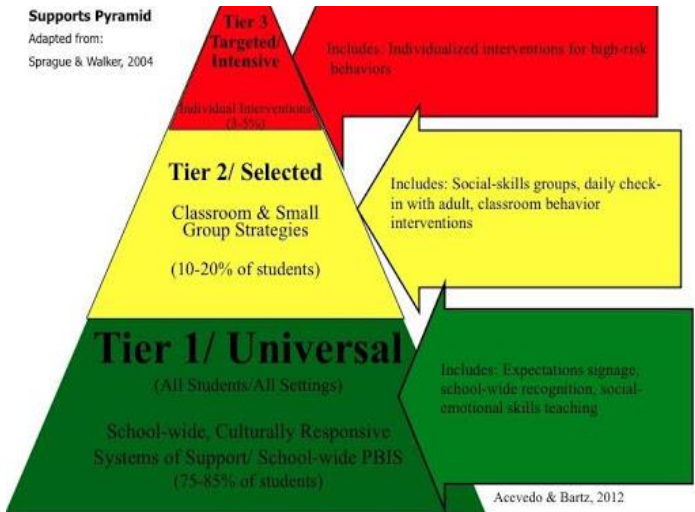 Supports Pyramid
Adapted from:
Sprague & Walker, 2004
Tier 3
Targeted/
Intensive
Individual Interventions
(3-5%)
Includes: Individualized interventions for high-risk
behaviors
Tier 2/ Selected
Classroom & Small
Group Strategies
(10-20% of students)
Includes: Social-skills groups, daily check-
in with adult, classroom behavior
interventions
Tier 1/ Universal
(All Students/All Settings)
School-wide, Culturally Responsive
Systems of Support/ School-wide PBIS
(75-85% of students)
Includes: Expectations signage,
school-wide recognition, social-
emotional skills teaching
Acevedo & Bartz, 2012